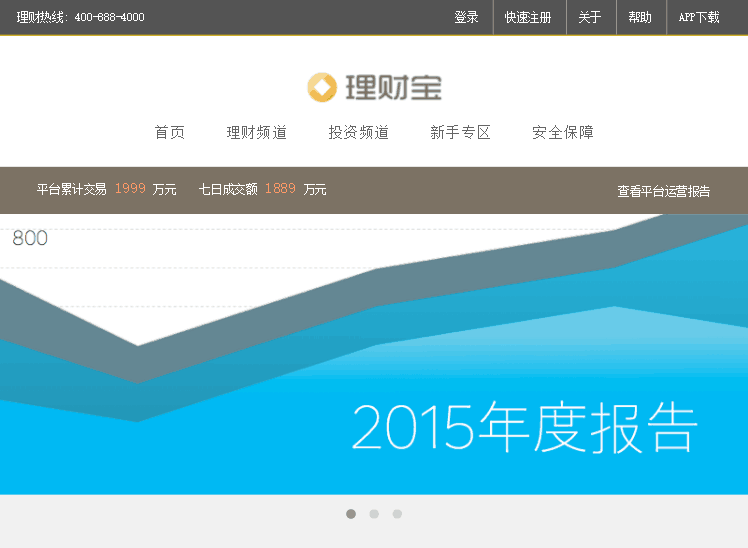 理财热线：400-888-4000 登录 快速注册 关于 帮助 APP下载
理财宝
首页 理财频道 投资频道 新手专区 安全保障
平台累计交易 1999 万元 七日成交额 1889 万元 查看平台运营报告
800
2015年度报告